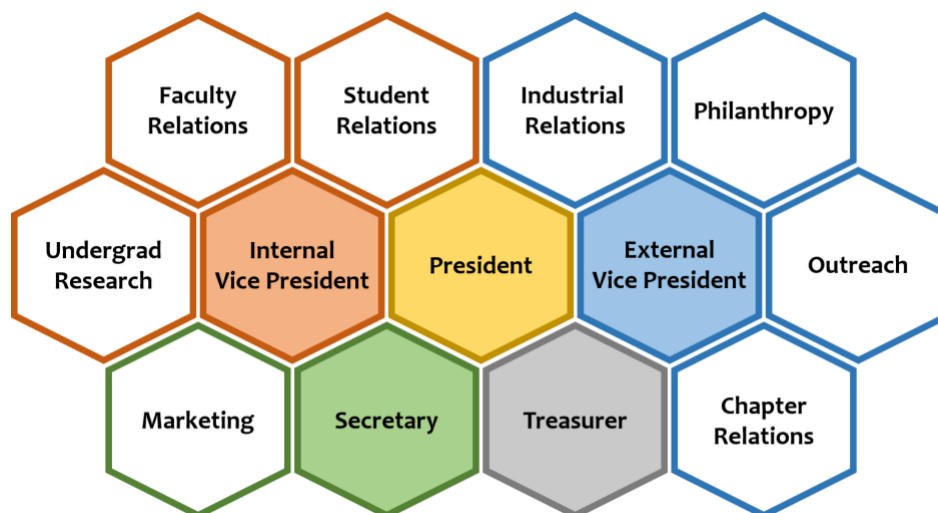 Faculty
Relations
Student
Relations
Industrial
Relations
Philanthropy
Undergrad
Research
Internal
Vice President
President
External
Vice President
Outreach
Marketing
Secretary
Treasurer
Chapter
Relations